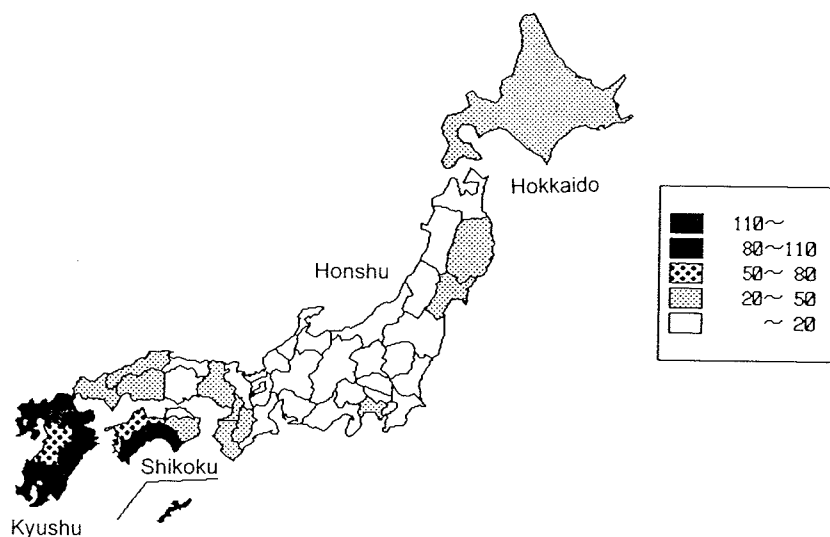 Hokkaido
Honshu
110～
80～110
50～ 80
20～ 50
～ 20
Shikoku
Kyushu